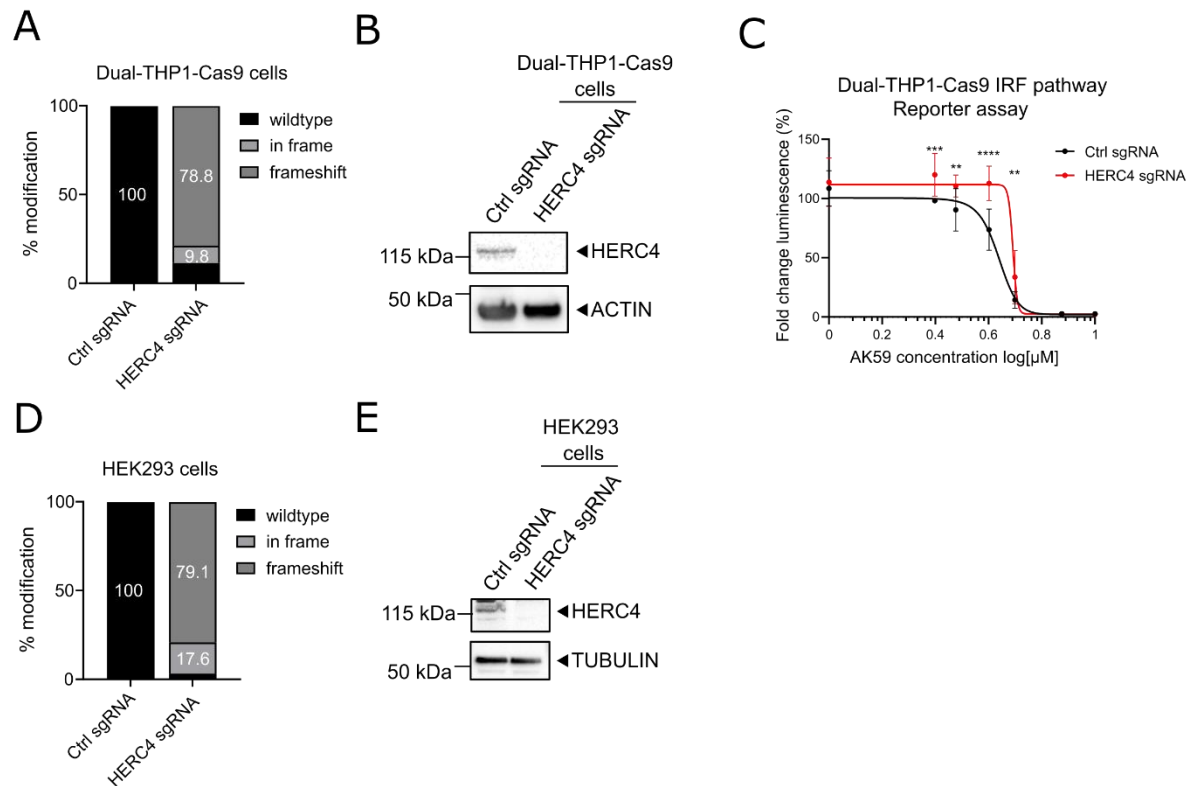 A
Dual-THP1-Cas9 cells
% modification
100
50
0
100
78.8
9.8
Ctrl sgRNA
HERC4 sgRNA
wildtype
in frame
frameshift
B
Dual-THP1-Cas9
cells
Ctrl sgRNA
HERC4 sgRNA
115 kDa
HERC4
50 kDa
ACTIN
C
Dual-THP1-Cas9 IRF pathway
Reporter assay
Fold change luminescence (%)
150
100
50
0
*** ** **** **
0 0.2 0.4 0.6 0.8 1
AK59 concentration log[µM]
Ctrl sgRNA
HERC4 sgRNA
D
HEK293 cells
% modification
100
50
0
100
79.1
17.6
Ctrl sgRNA
HERC4 sgRNA
wildtype
in frame
frameshift
E
HEK293
cells
Ctrl sgRNA
HERC4 sgRNA
115 kDa
HERC4
50 kDa
TUBULIN